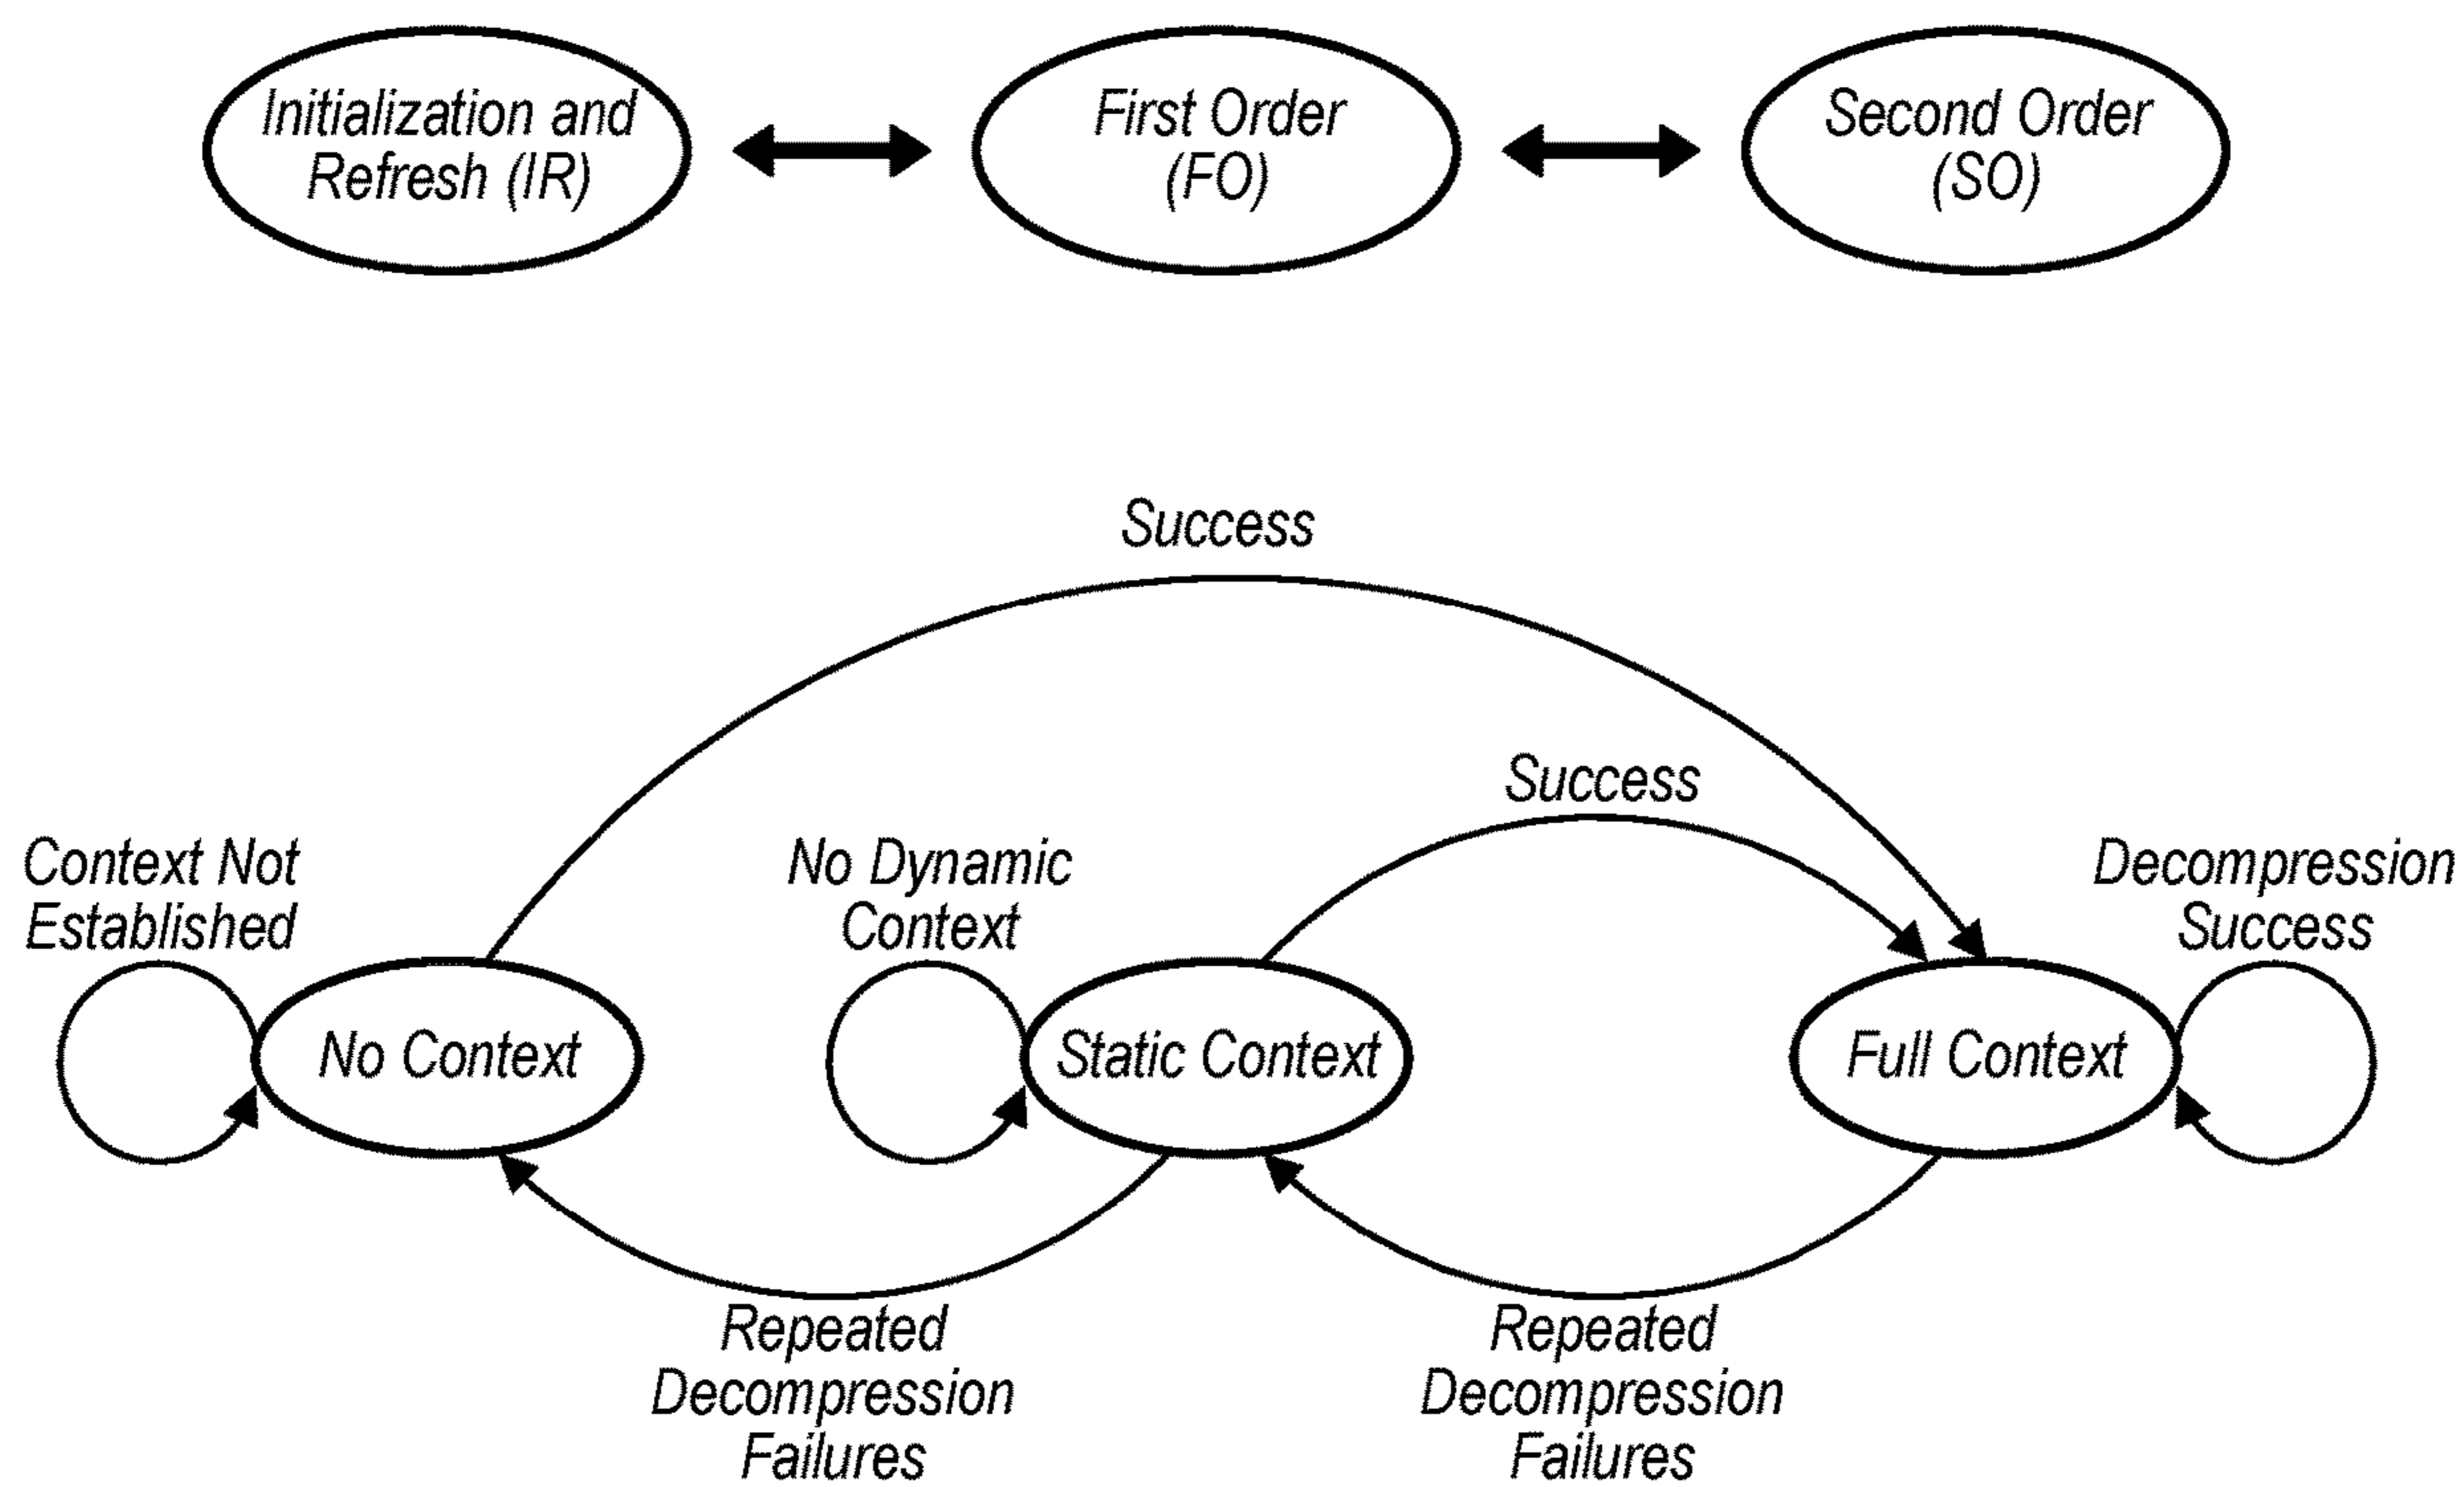 Initialization and
Refresh (IR)
First Order
(FO)
Second Order
(SO)
Success
Success
Context Not
Established
No Dynamic
Context
Decompression
Success
No Context
Static Context
Full Context
Repeated
Decompression
Failures
Repeated
Decompression
Failures